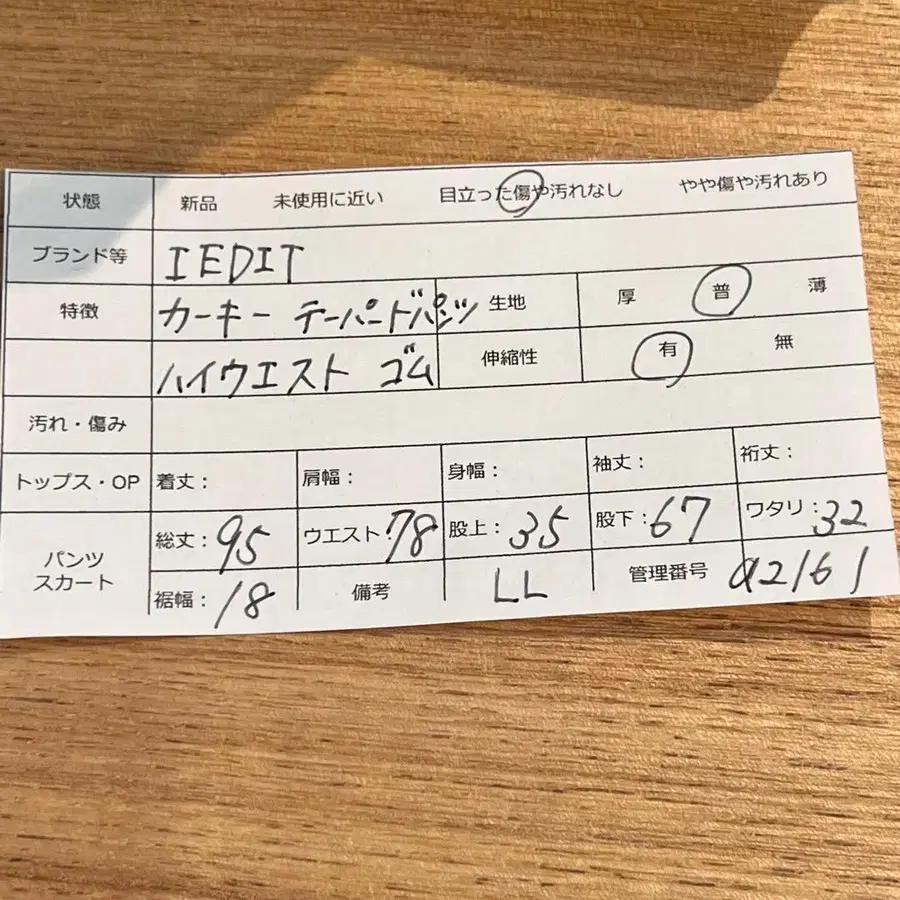 状態 新品 未使用に近い 目立った傷や汚れなし やや傷や汚れあり
ブランド等 IEDIT
特徴 カーキー テーパードパンツ 生地 厚 普 薄
ハイウエスト ゴム 伸縮性 有 無
汚れ・傷み
トップス・OP 着丈: 肩幅: 身幅: 袖丈: 裄丈:
パンツ スカート 総丈: 95 ウエスト: 78 股上: 35 股下: 67 ワタリ: 32
裾幅: 18 備考 LL 管理番号 a2161